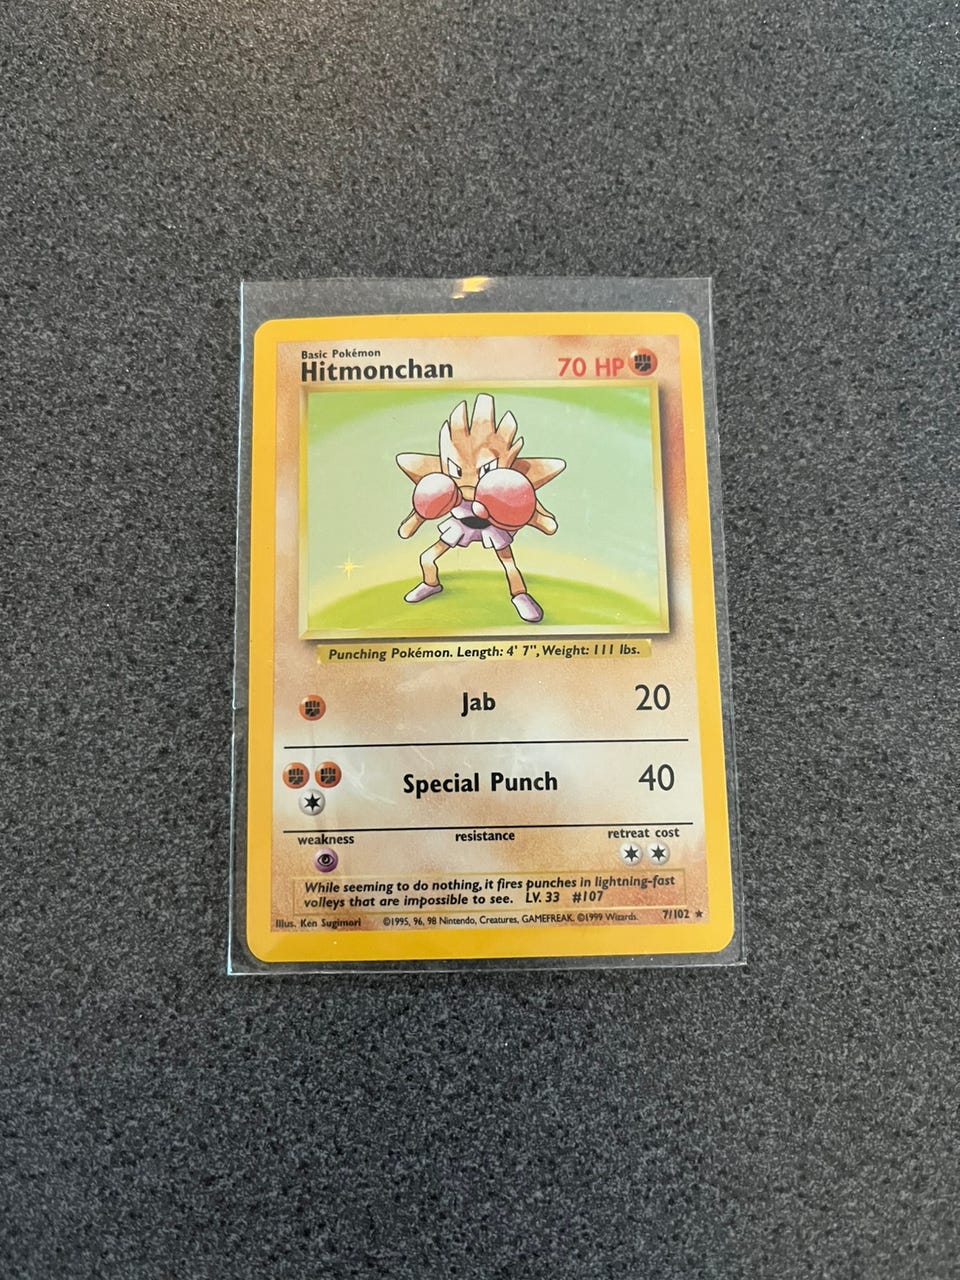 Basic Pokémon
Hitmonchan 70 HP
Punching Pokémon. Length: 4' 7", Weight: 111 lbs.
Jab 20
Special Punch 40
weakness resistance retreat cost
While seeming to do nothing, it fires punches in lightning-fast
volleys that are impossible to see. LV. 33 #107
Illus. Ken Sugimori ©1995, 96, 98 Nintendo, Creatures, GAMEFREAK. ©1999 Wizards. 7/102 ★